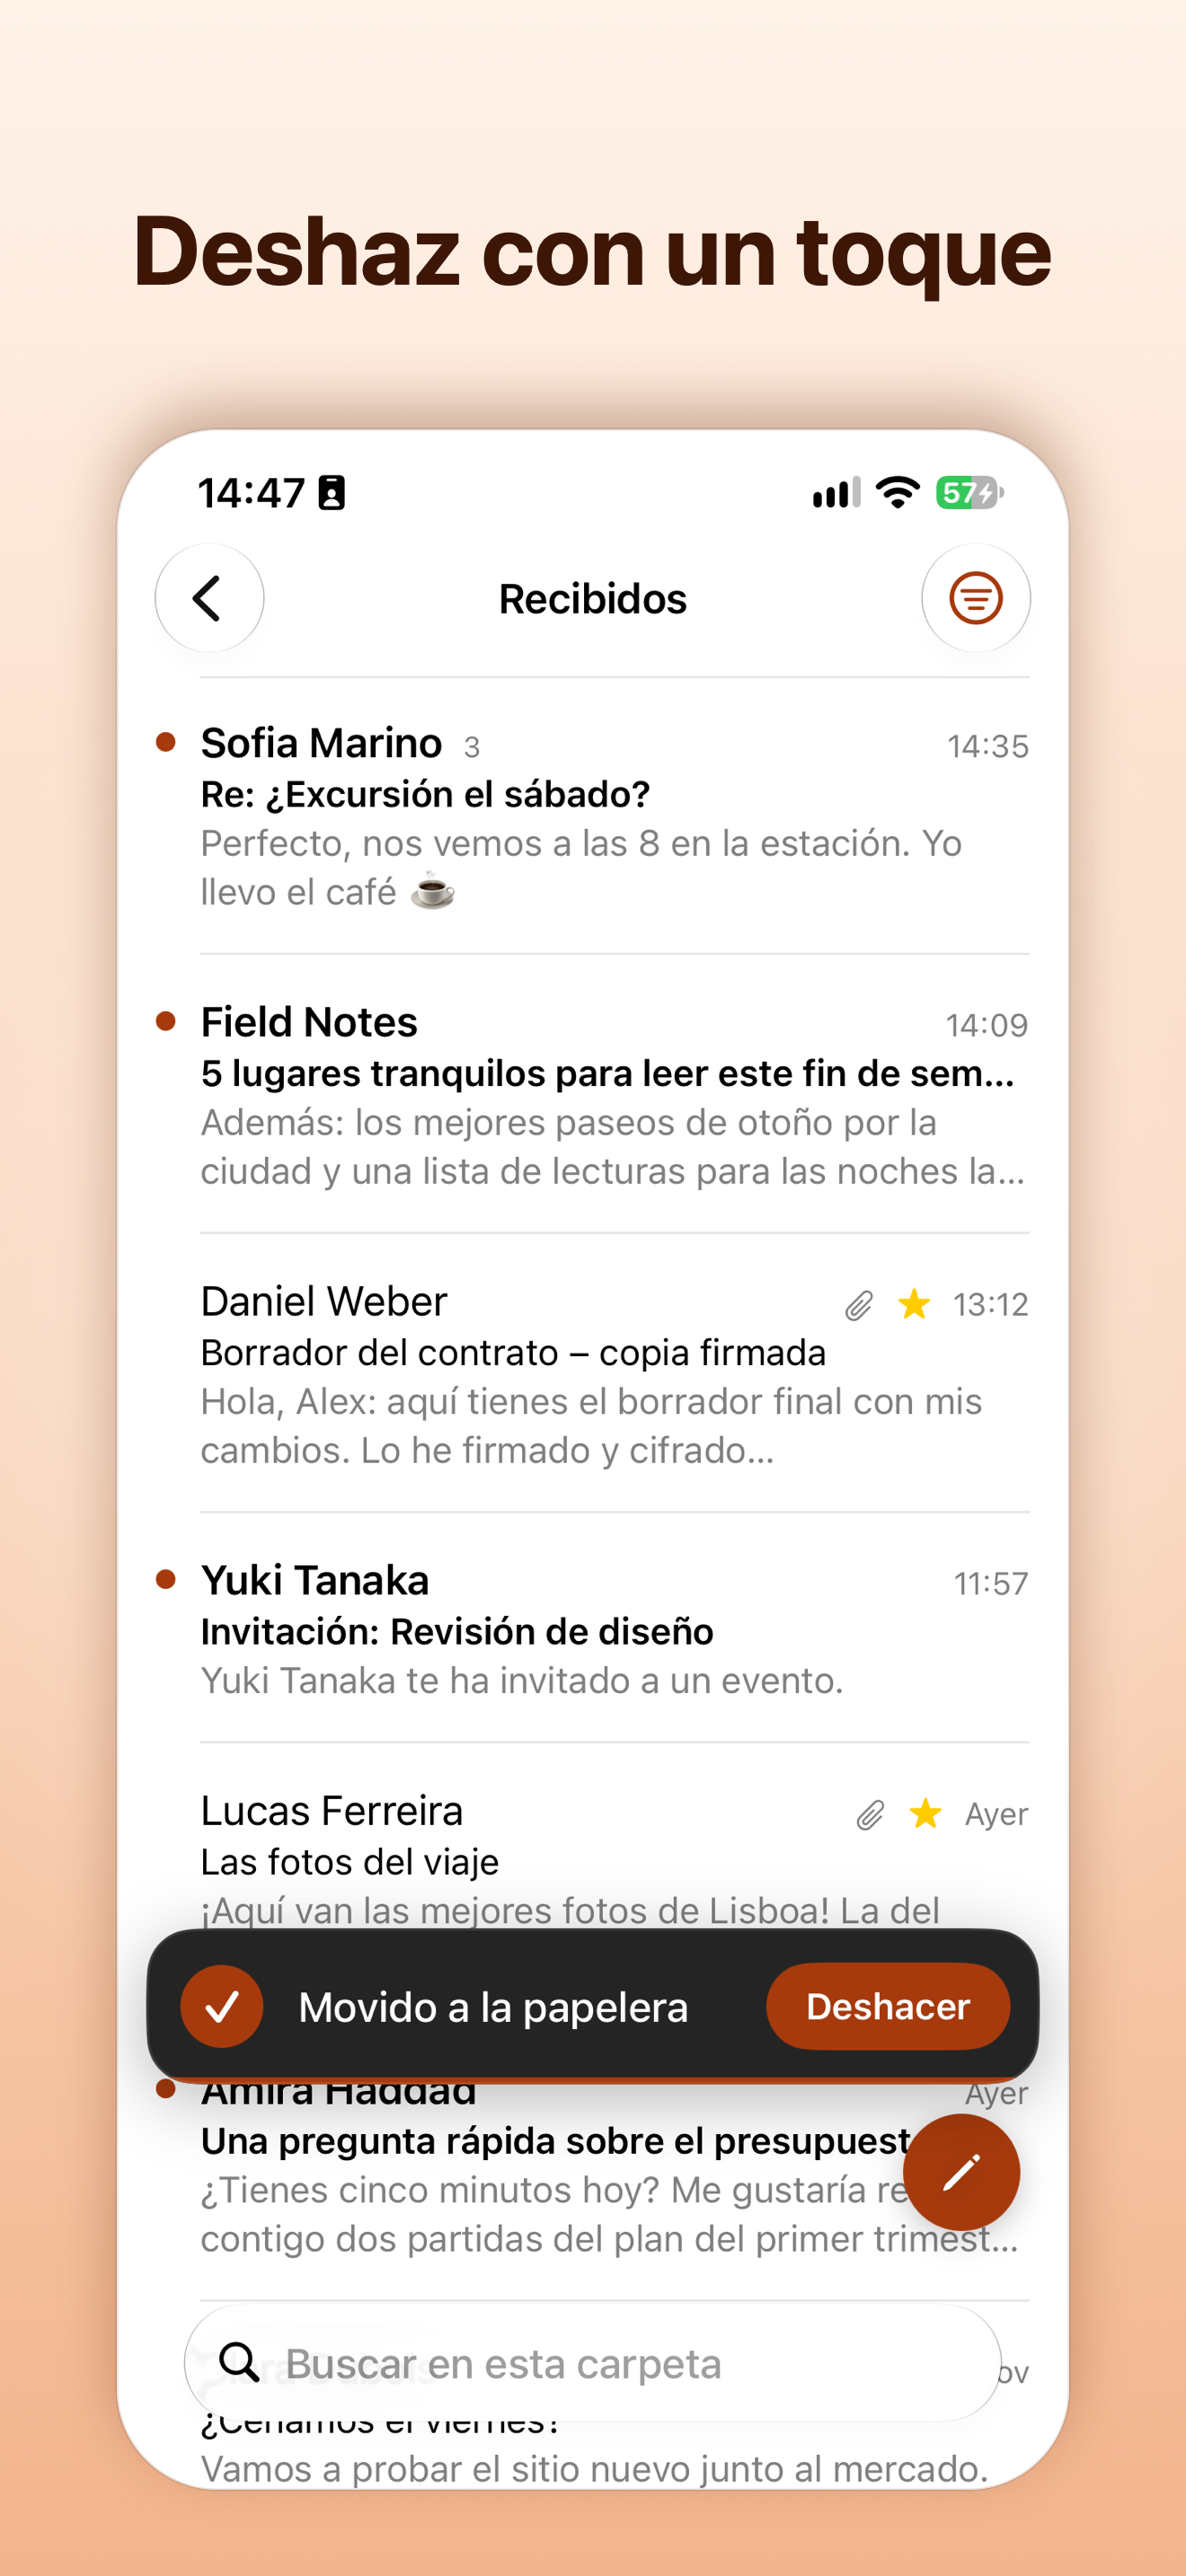 Deshaz con un toque
14:47
57
Recibidos
Sofia Marino 3 14:35
Re: ¿Excursión el sábado?
Perfecto, nos vemos a las 8 en la estación. Yo
llevo el café
Field Notes 14:09
5 lugares tranquilos para leer este fin de sem...
Además: los mejores paseos de otoño por la
ciudad y una lista de lecturas para las noches la...
Daniel Weber 13:12
Borrador del contrato – copia firmada
Hola, Alex: aquí tienes el borrador final con mis
cambios. Lo he firmado y cifrado...
Yuki Tanaka 11:57
Invitación: Revisión de diseño
Yuki Tanaka te ha invitado a un evento.
Lucas Ferreira Ayer
Las fotos del viaje
¡Aquí van las mejores fotos de Lisboa! La del
Movido a la papelera Deshacer
Amira Haddad Ayer
Una pregunta rápida sobre el presupuest
¿Tienes cinco minutos hoy? Me gustaría re
contigo dos partidas del plan del primer trimest...
Buscar en esta carpeta
¿Cenamos el viernes?
Vamos a probar el sitio nuevo junto al mercado.